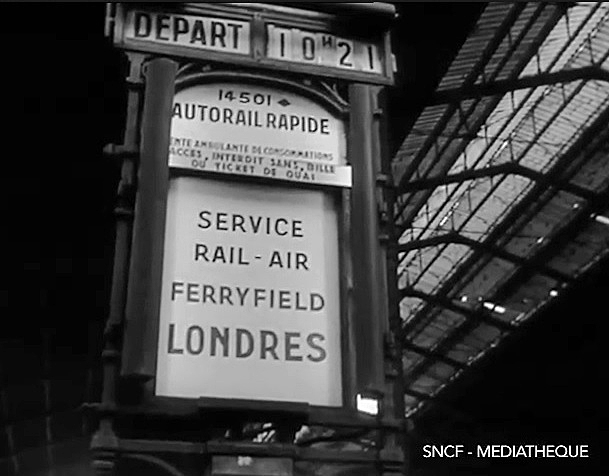 DEPART 10H21
14501
AUTORAIL RAPIDE
VENTE AMBULANTE DE CONSOMMATIONS
ACCES, INTERDIT SANS, BILLET
OU TICKET DE QUAI
SERVICE
RAIL-AIR
FERRYFIELD
LONDRES
SNCF - MEDIATHEQUE